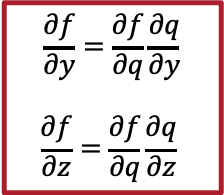 ∂f/∂y = ∂f/∂q ∂q/∂y
∂f/∂z = ∂f/∂q ∂q/∂z